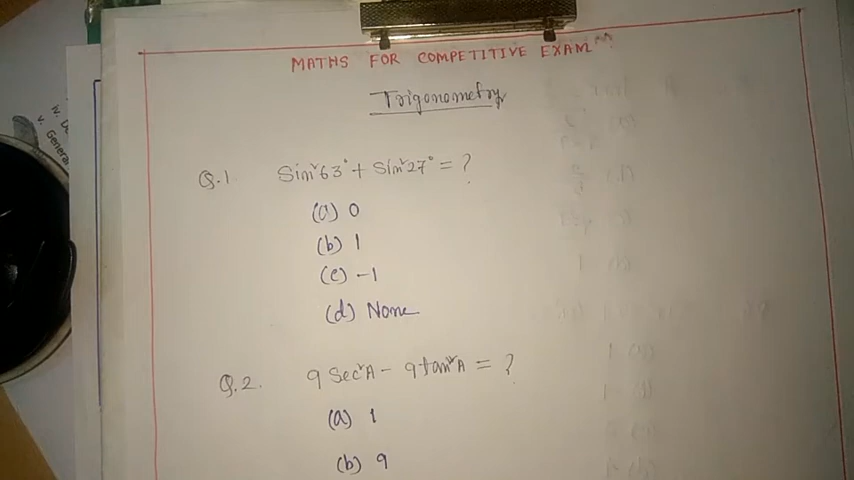 MATHS FOR COMPETITIVE EXAM
Trigonometry
Q.1 Sin²63° + Sin²27° = ?
(a) 0
(b) 1
(c) -1
(d) None
Q.2. 9 Sec²A - 9 tan²A = ?
(a) 1
(b) 9